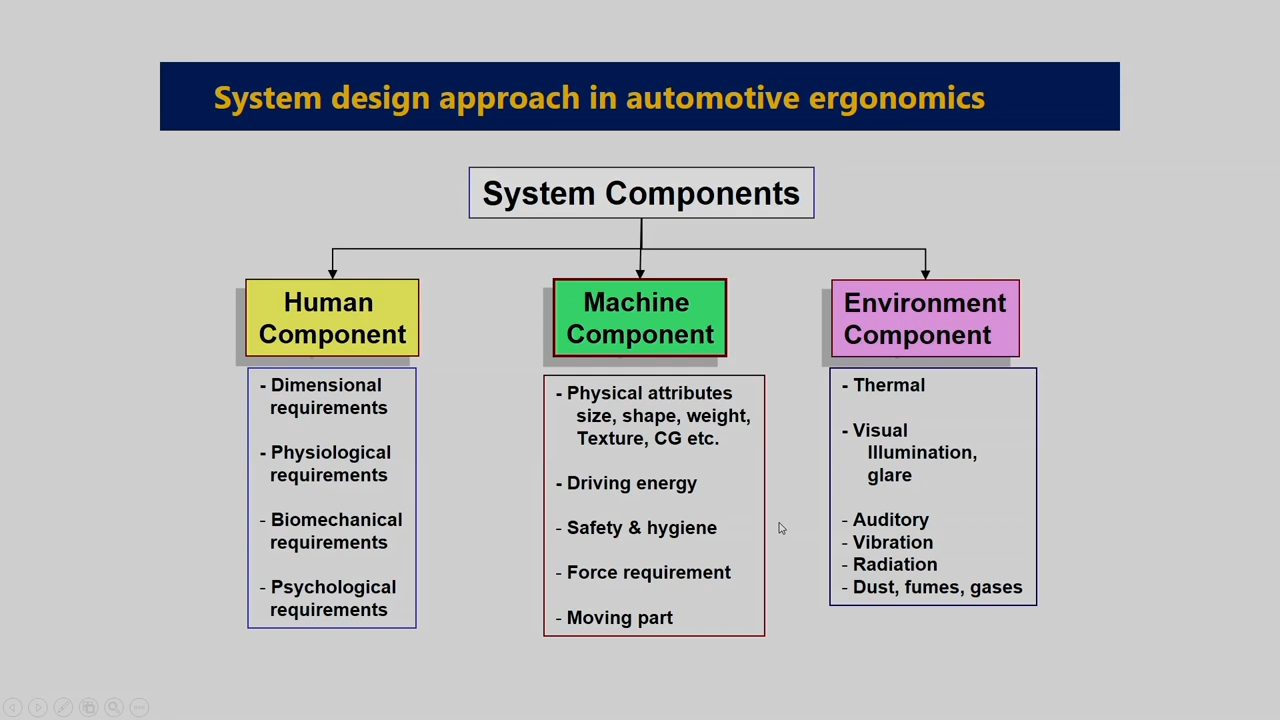 System design approach in automotive ergonomics
System Components
Human
Component
- Dimensional
requirements
- Physiological
requirements
- Biomechanical
requirements
- Psychological
requirements
Machine
Component
- Physical attributes
size, shape, weight,
Texture, CG etc.
- Driving energy
- Safety & hygiene
- Force requirement
- Moving part
Environment
Component
- Thermal
- Visual
Illumination,
glare
- Auditory
- Vibration
- Radiation
- Dust, fumes, gases